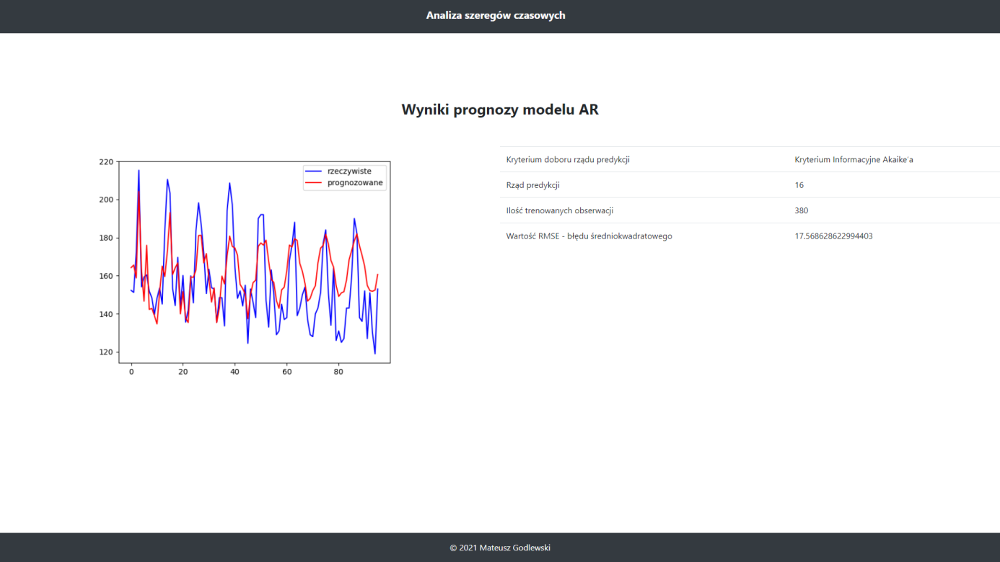 Analiza szeregów czasowych
Wyniki prognozy modelu AR
220
200
180
160
140
120
0 20 40 60 80
rzeczywiste
prognozowane
Kryterium doboru rządu predykcji Kryterium Informacyjne Akaike'a
Rząd predykcji 16
Ilość trenowanych obserwacji 380
Wartość RMSE - błędu średniokwadratowego 17.568628622994403
© 2021 Mateusz Godlewski